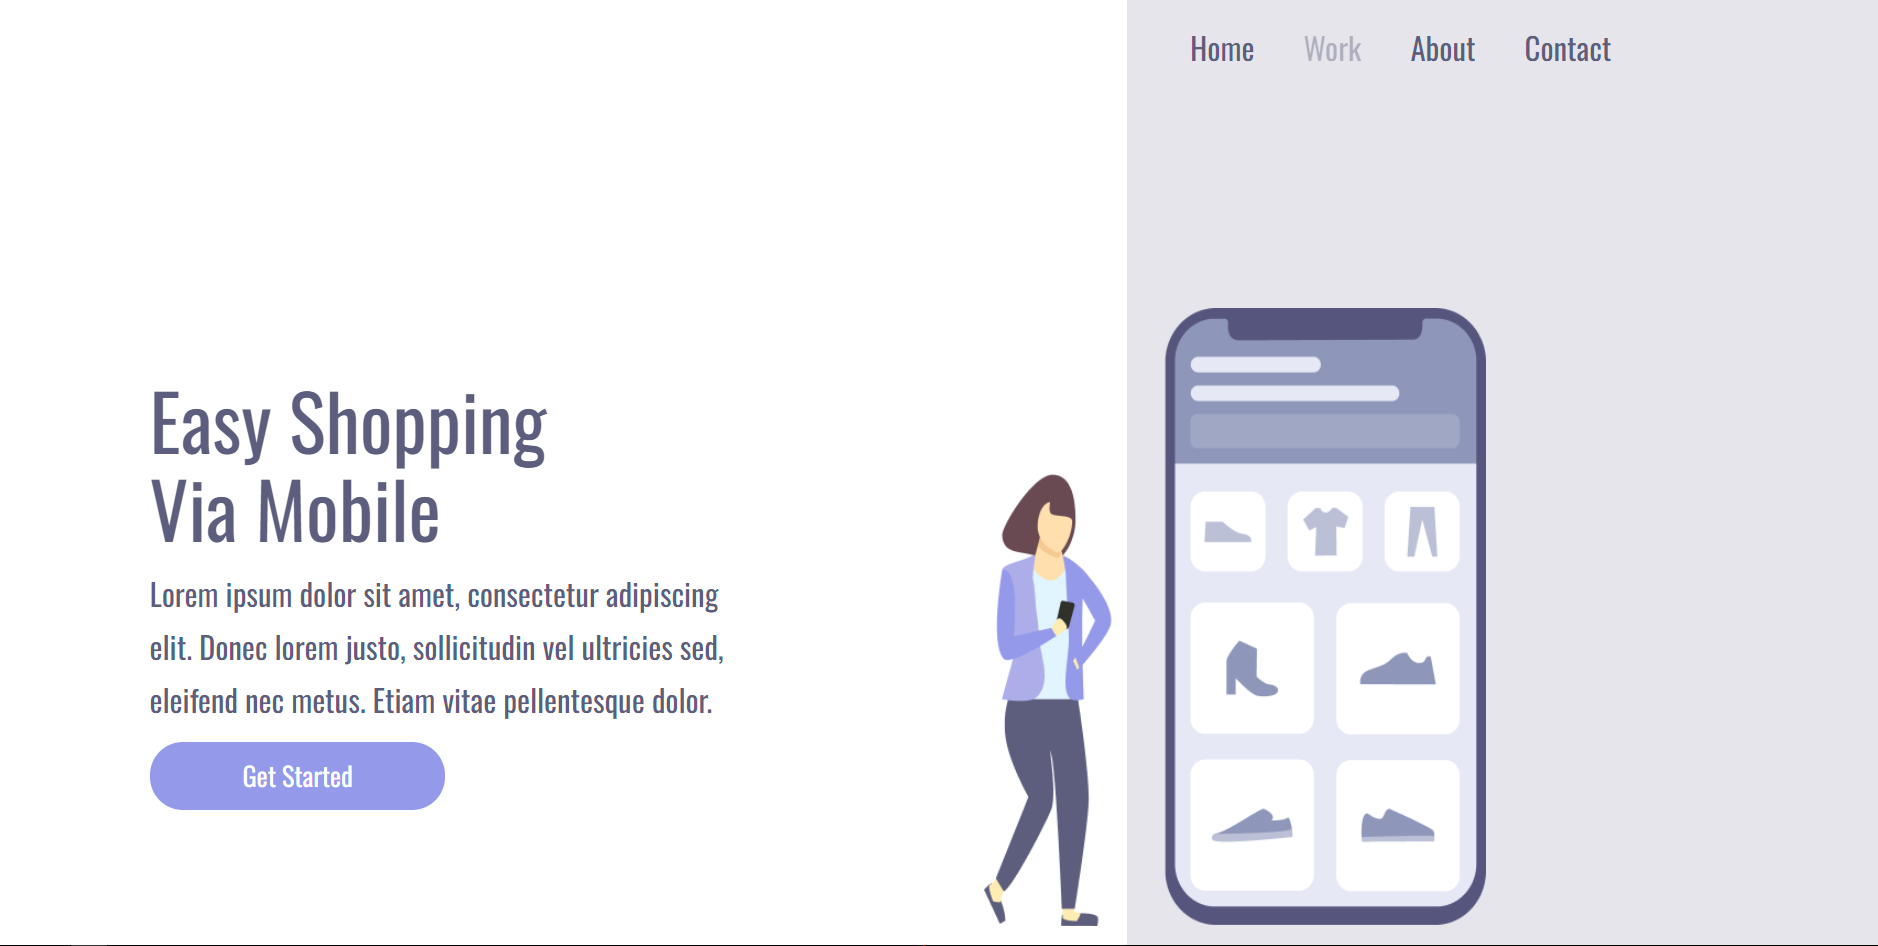 Home Work About Contact
Easy Shopping
Via Mobile
Lorem ipsum dolor sit amet, consectetur adipiscing
elit. Donec lorem justo, sollicitudin vel ultricies sed,
eleifend nec metus. Etiam vitae pellentesque dolor.
Get Started